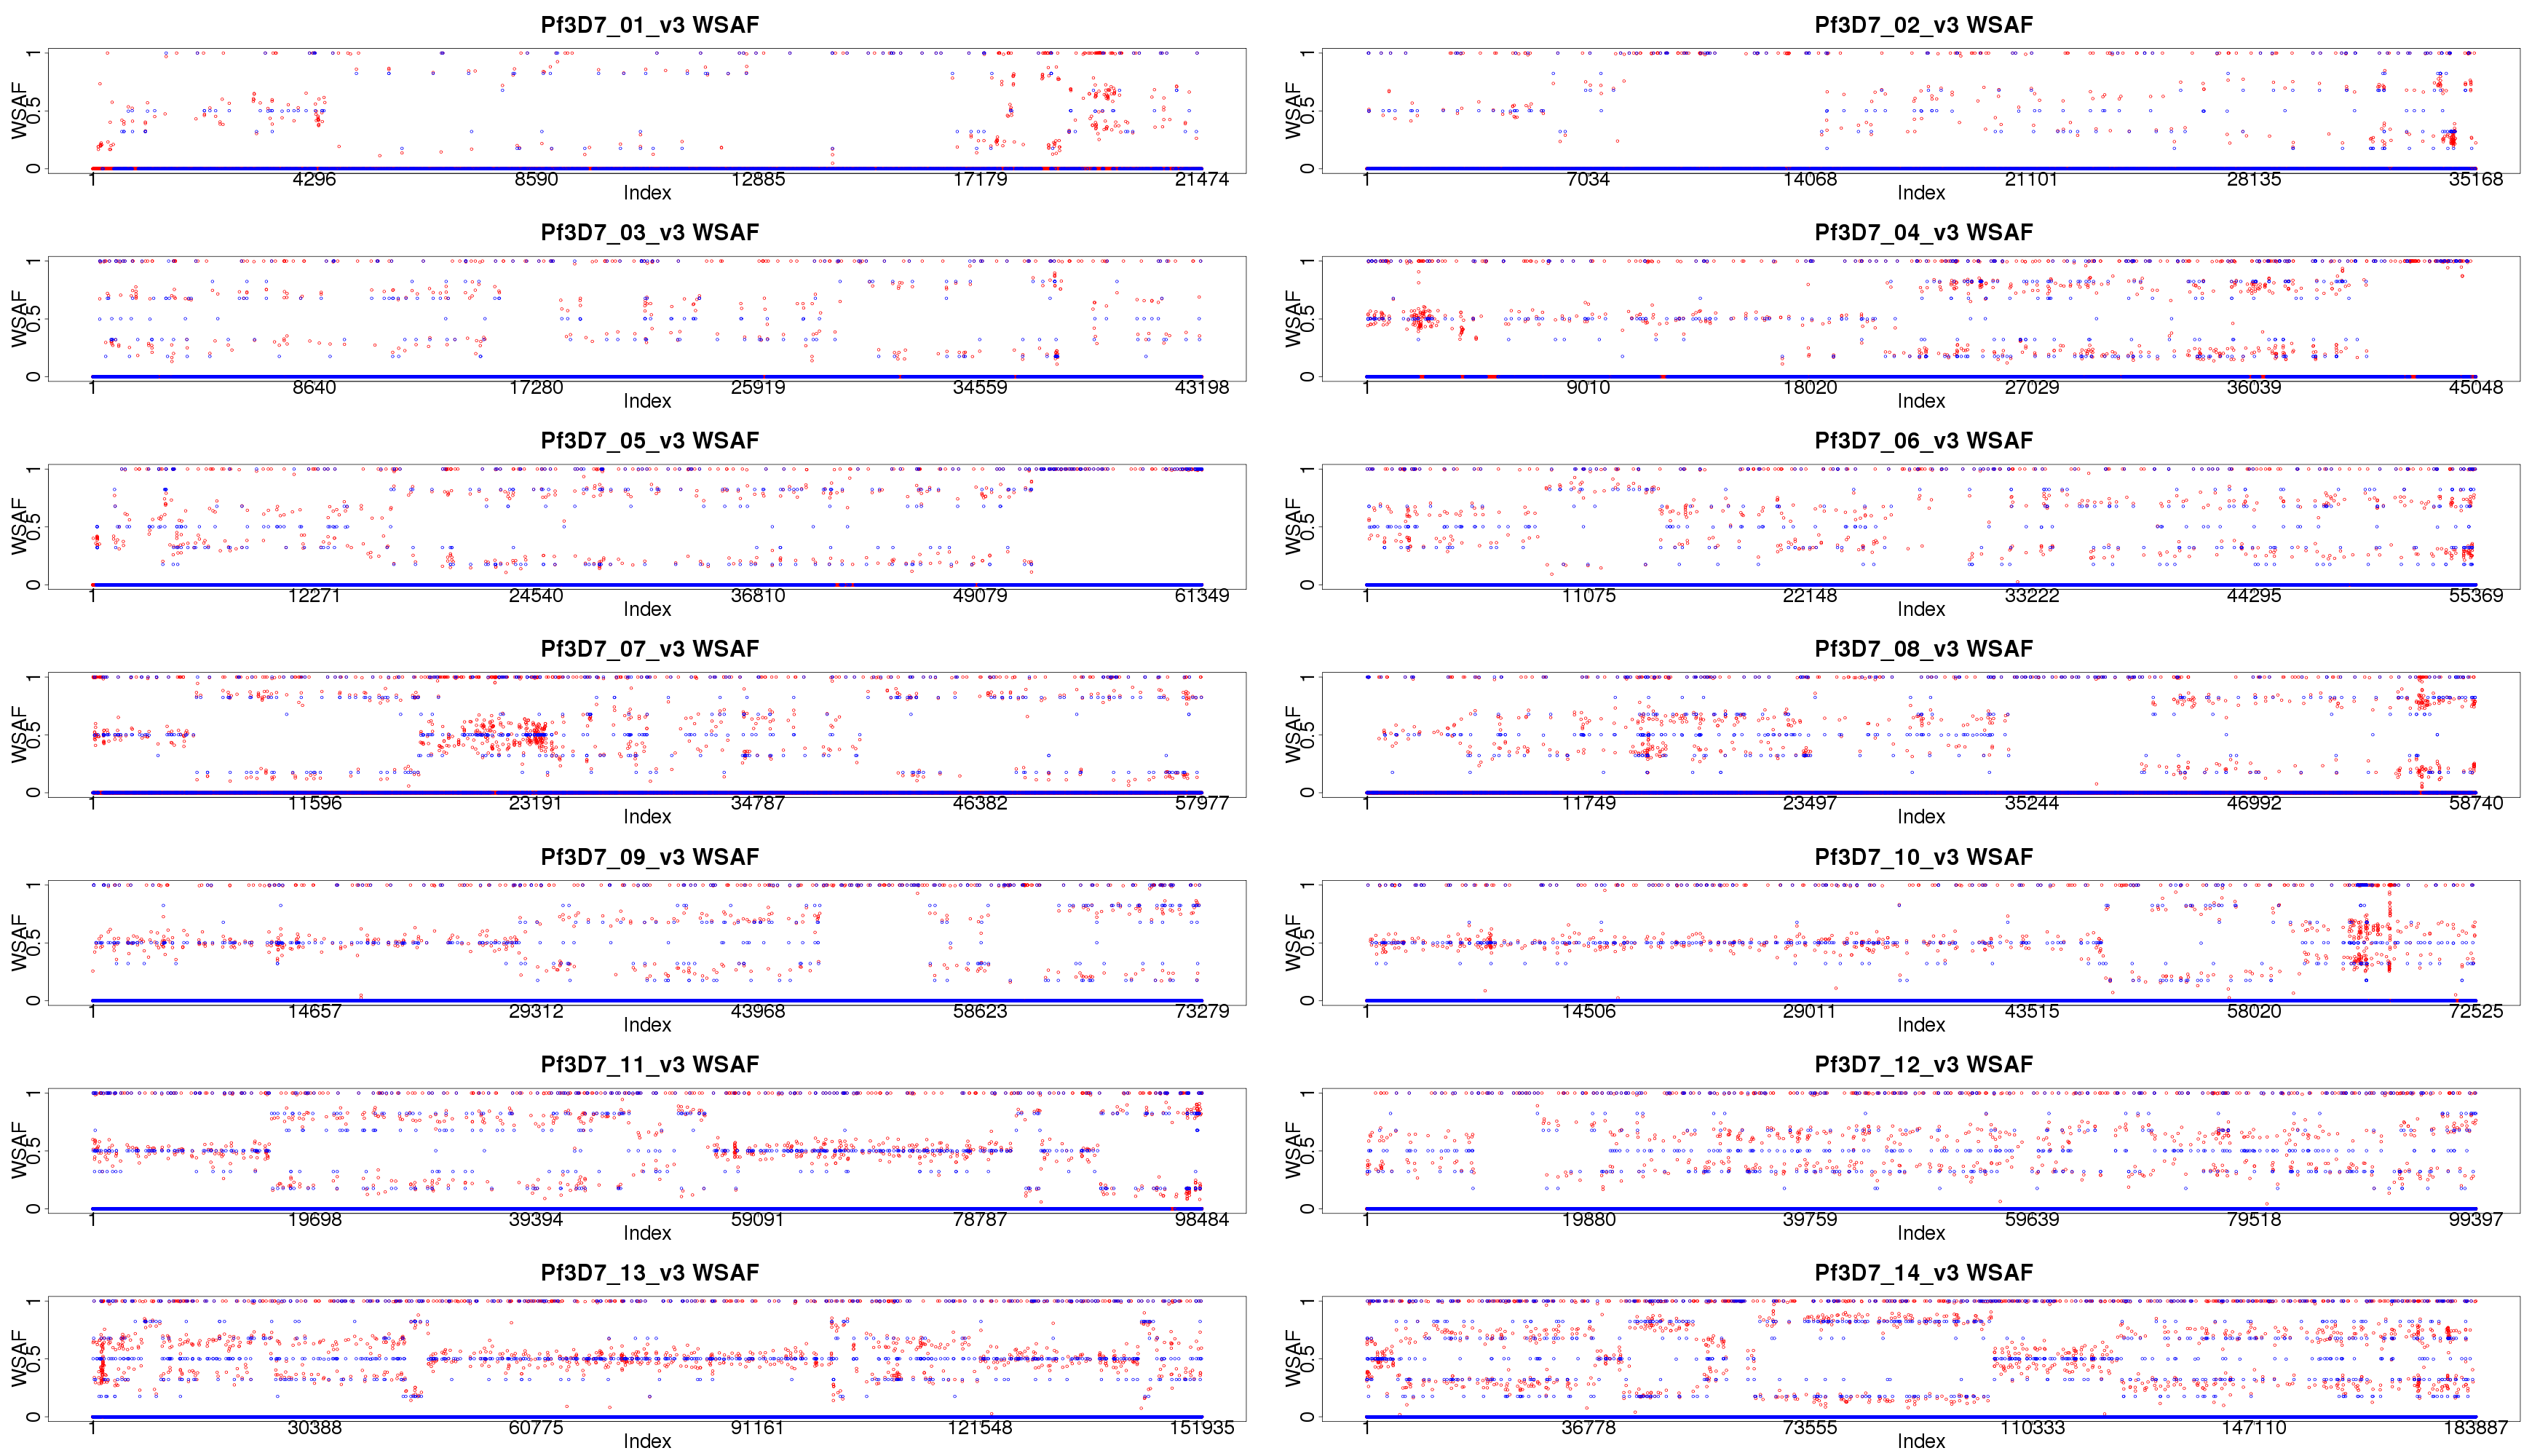 Pf3D7_01_v3 WSAF
WSAF
1
0.5
0
1 4296 8590 12885 17179 21474
Index
Pf3D7_02_v3 WSAF
WSAF
1
0.5
0
1 7034 14068 21101 28135 35168
Index
Pf3D7_03_v3 WSAF
WSAF
1
0.5
0
1 8640 17280 25919 34559 43198
Index
Pf3D7_04_v3 WSAF
WSAF
1
0.5
0
1 9010 18020 27029 36039 45048
Index
Pf3D7_05_v3 WSAF
WSAF
1
0.5
0
1 12271 24540 36810 49079 61349
Index
Pf3D7_06_v3 WSAF
WSAF
1
0.5
0
1 11075 22148 33222 44295 55369
Index
Pf3D7_07_v3 WSAF
WSAF
1
0.5
0
1 11596 23191 34787 46382 57977
Index
Pf3D7_08_v3 WSAF
WSAF
1
0.5
0
1 11749 23497 35244 46992 58740
Index
Pf3D7_09_v3 WSAF
WSAF
1
0.5
0
1 14657 29312 43968 58623 73279
Index
Pf3D7_10_v3 WSAF
WSAF
1
0.5
0
1 14506 29011 43515 58020 72525
Index
Pf3D7_11_v3 WSAF
WSAF
1
0.5
0
1 19698 39394 59091 78787 98484
Index
Pf3D7_12_v3 WSAF
WSAF
1
0.5
0
1 19880 39759 59639 79518 99397
Index
Pf3D7_13_v3 WSAF
WSAF
1
0.5
0
1 30388 60775 91161 121548 151935
Index
Pf3D7_14_v3 WSAF
WSAF
1
0.5
0
1 36778 73555 110333 147110 183887
Index